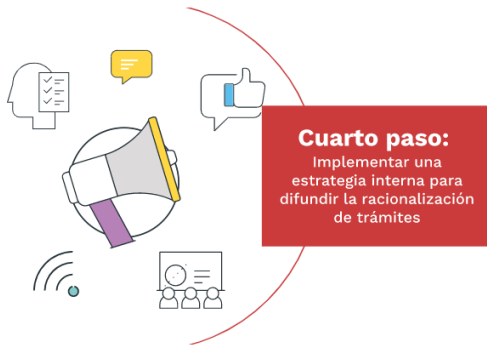 Cuarto paso:
Implementar una
estrategia interna para
difundir la racionalización
de trámites